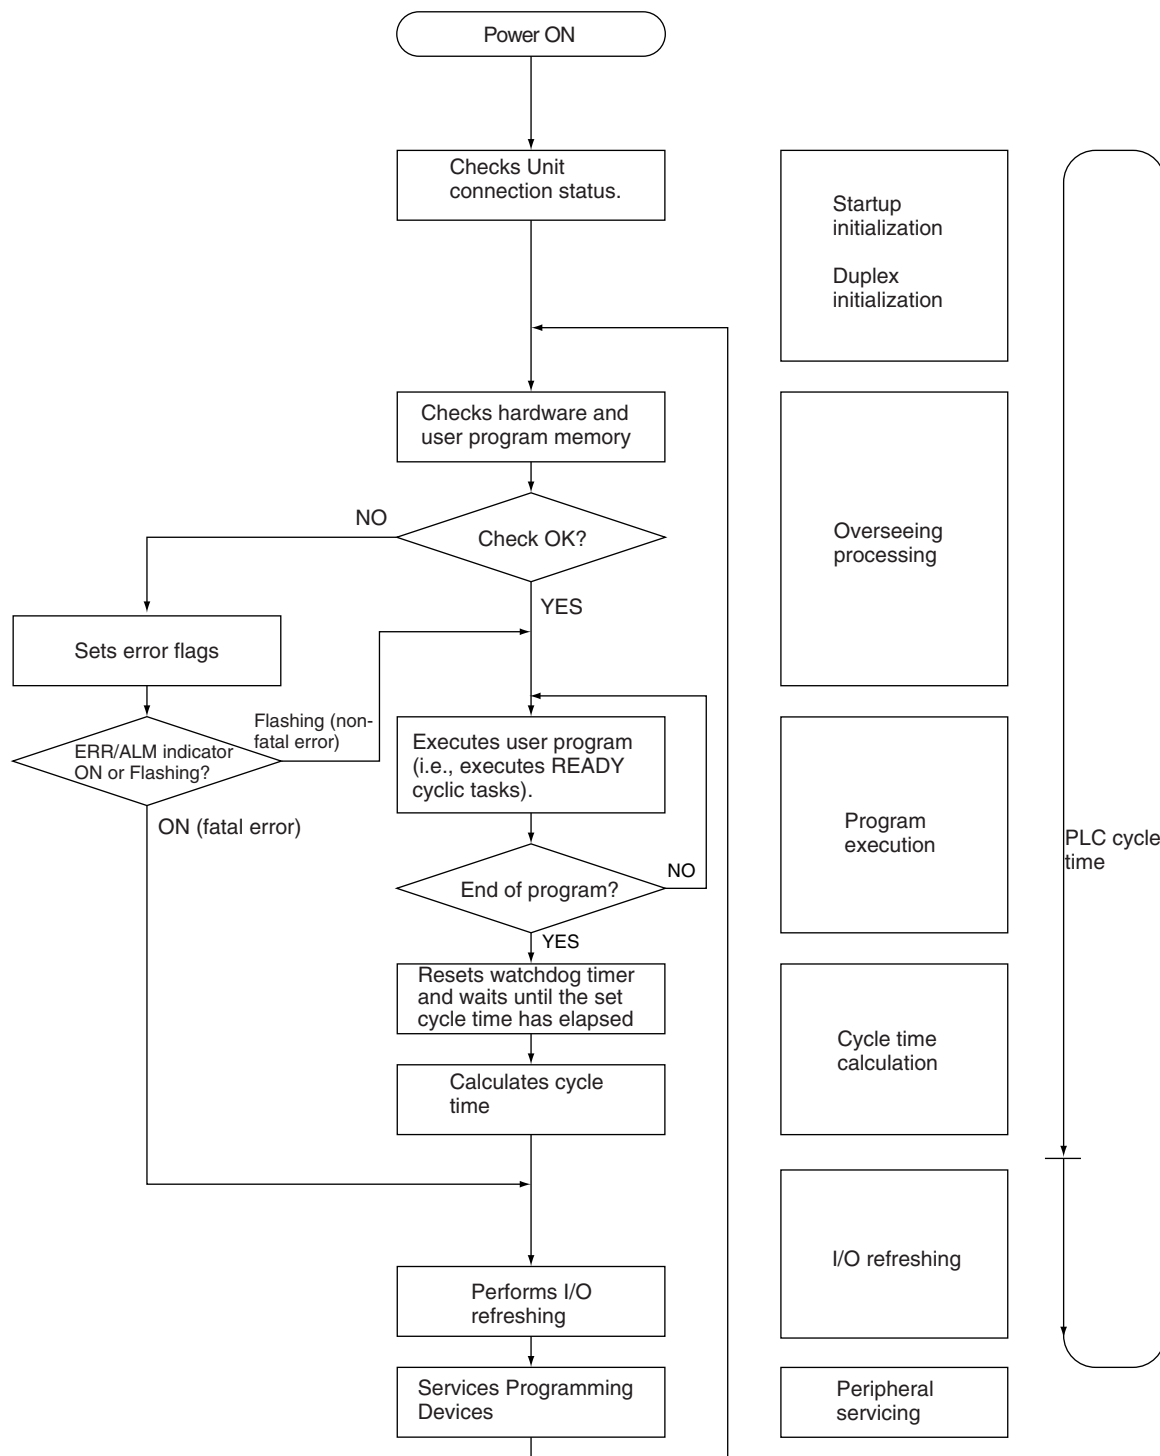 Power ON
Checks Unit
connection status.
Startup
initialization
Duplex
initialization
Checks hardware and
user program memory
NO
Check OK?
Overseeing
processing
YES
Sets error flags
Flashing (non-
fatal error)
ERR/ALM indicator
ON or Flashing?
Executes user program
(i.e., executes READY
cyclic tasks).
ON (fatal error)
Program
execution
PLC cycle
time
NO
End of program?
YES
Resets watchdog timer
and waits until the set
cycle time has elapsed
Cycle time
calculation
Calculates cycle
time
I/O refreshing
Performs I/O
refreshing
Services Programming
Devices
Peripheral
servicing